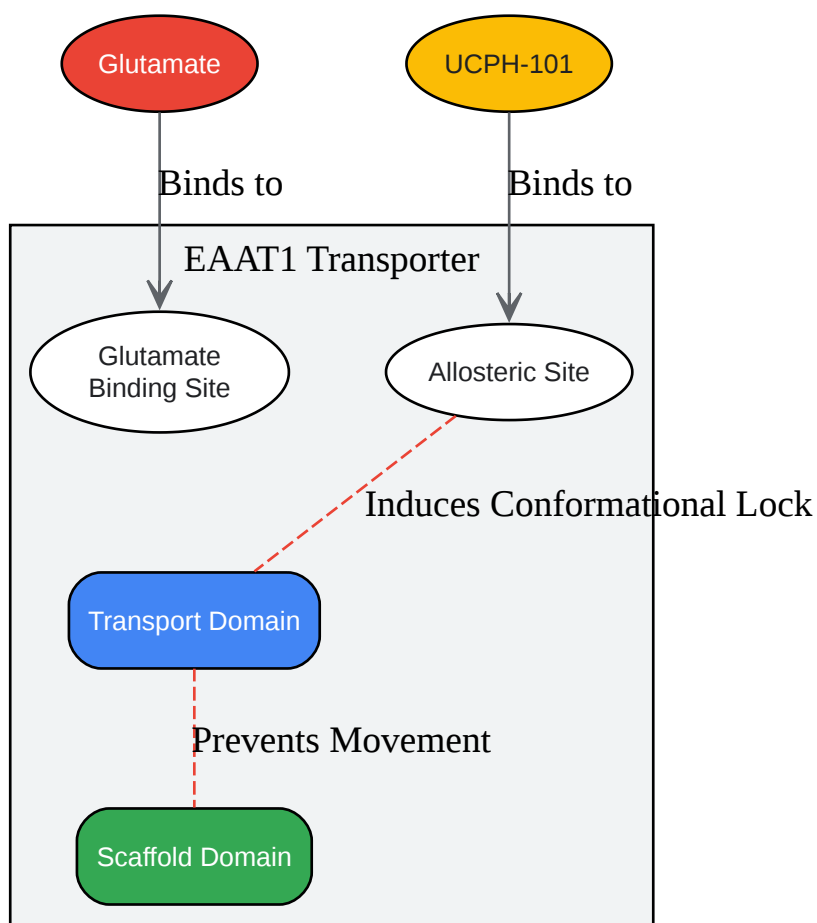 Glutamate
UCPH-101
Binds to
Binds to
EAAT1 Transporter
Glutamate
Binding Site
Allosteric Site
Induces Conformational Lock
Transport Domain
Prevents Movement
Scaffold Domain